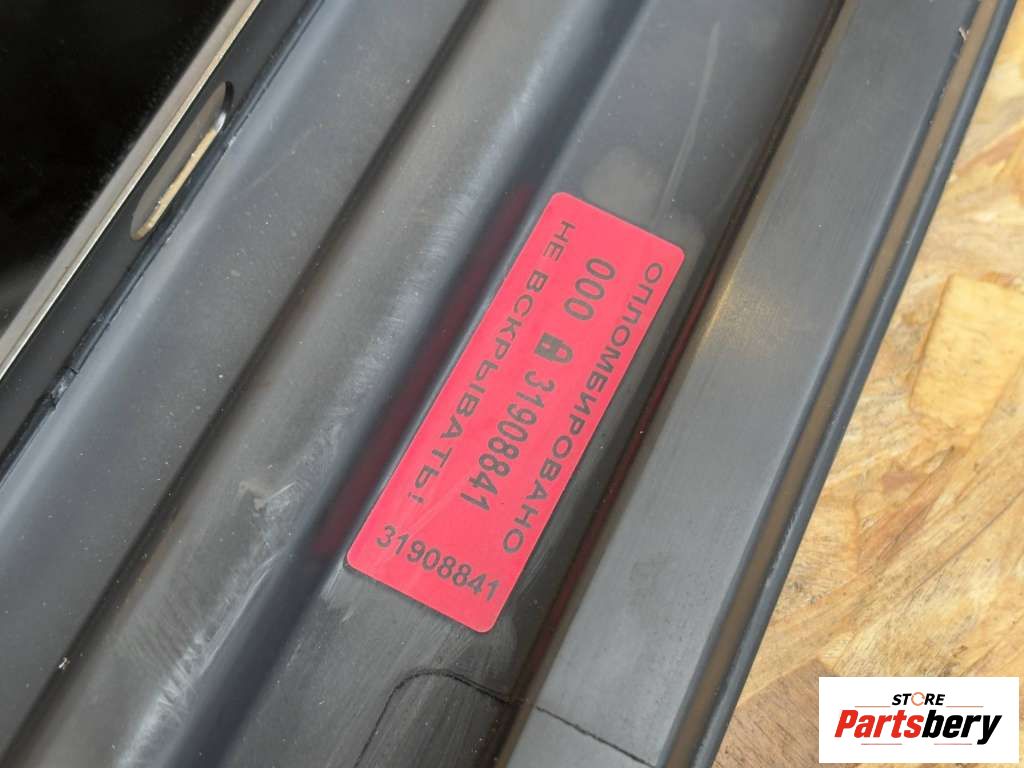 ОПЛОМБИРОВАНО
000 31908841
НЕ ВСКРЫВАТЬ!
31908841
STORE
Partsbery